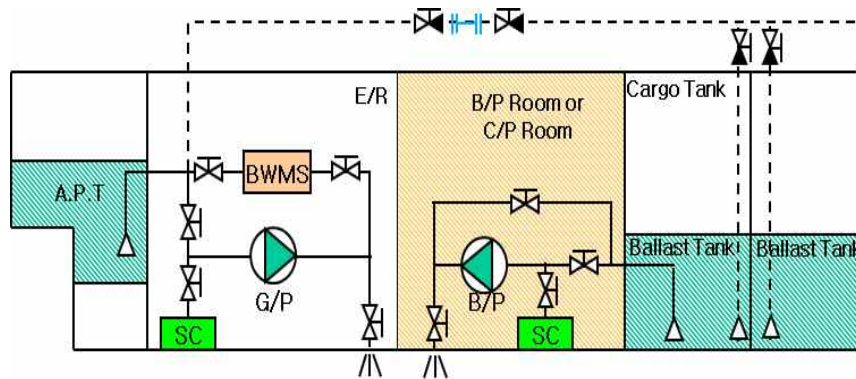 E/R
B/P Room or
C/P Room
Cargo Tank
A.P.T
BWMS
G/P
SC
B/P
SC
Ballast Tank
Ballast Tank